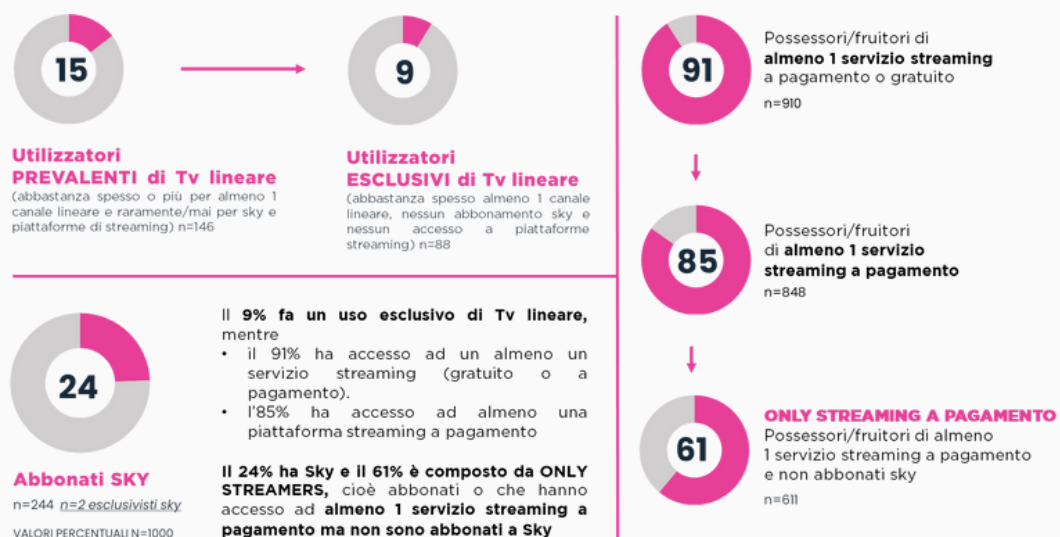 15
Utilizzatori
PREVALENTI di Tv lineare
(abbastanza spesso o più per almeno 1
canale lineare e raramente/mai per sky e
piattaforme di streaming) n=146
9
Utilizzatori
ESCLUSIVI di Tv lineare
(abbastanza spesso almeno 1 canale
lineare, nessun abbonamento sky e
nessun accesso a piattaforme
streaming) n=88
24
Abbonati SKY
n=244 n=2 esclusivisti sky
VALORI PERCENTUALI N=1000
Il 9% fa un uso esclusivo di Tv lineare,
mentre
• il 91% ha accesso ad un almeno un
servizio streaming (gratuito o a
pagamento).
• l'85% ha accesso ad almeno una
piattaforma streaming a pagamento
Il 24% ha Sky e il 61% è composto da ONLY
STREAMERS, cioè abbonati o che hanno
accesso ad almeno 1 servizio streaming a
pagamento ma non sono abbonati a Sky
91
Possessori/fruitori di
almeno 1 servizio streaming
a pagamento o gratuito
n=910
85
Possessori/fruitori
di almeno 1 servizio
streaming a pagamento
n=848
61
ONLY STREAMING A PAGAMENTO
Possessori/fruitori di almeno
1 servizio streaming a pagamento
e non abbonati sky
n=611